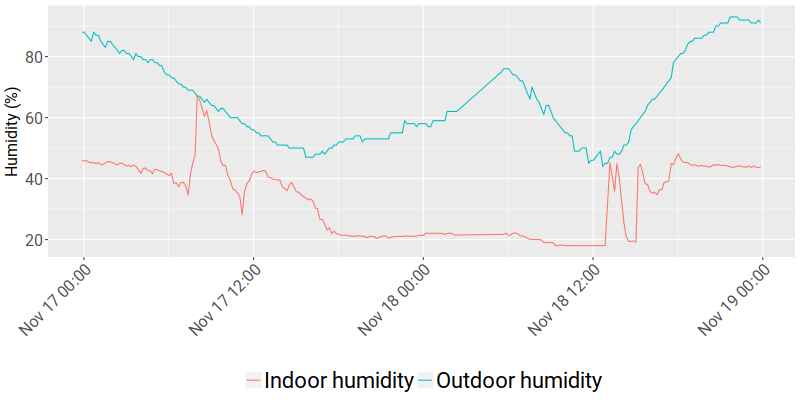 Humidity (%)
80
60
40
20
Nov 17 00:00
Nov 17 12:00
Nov 18 00:00
Nov 18 12:00
Nov 19 00:00
Indoor humidity
Outdoor humidity